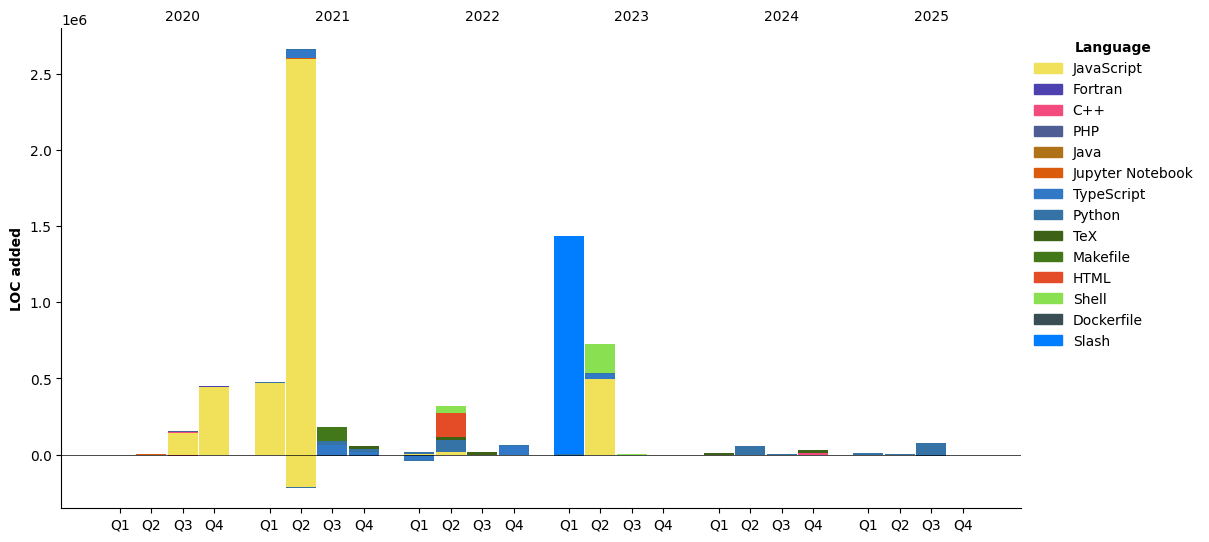 1e6
2020 2021 2022 2023 2024 2025
LOC added
2.5
2.0
1.5
1.0
0.5
0.0
Q1 Q2 Q3 Q4 Q1 Q2 Q3 Q4 Q1 Q2 Q3 Q4 Q1 Q2 Q3 Q4 Q1 Q2 Q3 Q4 Q1 Q2 Q3 Q4
Language
JavaScript
Fortran
C++
PHP
Java
Jupyter Notebook
TypeScript
Python
TeX
Makefile
HTML
Shell
Dockerfile
Slash